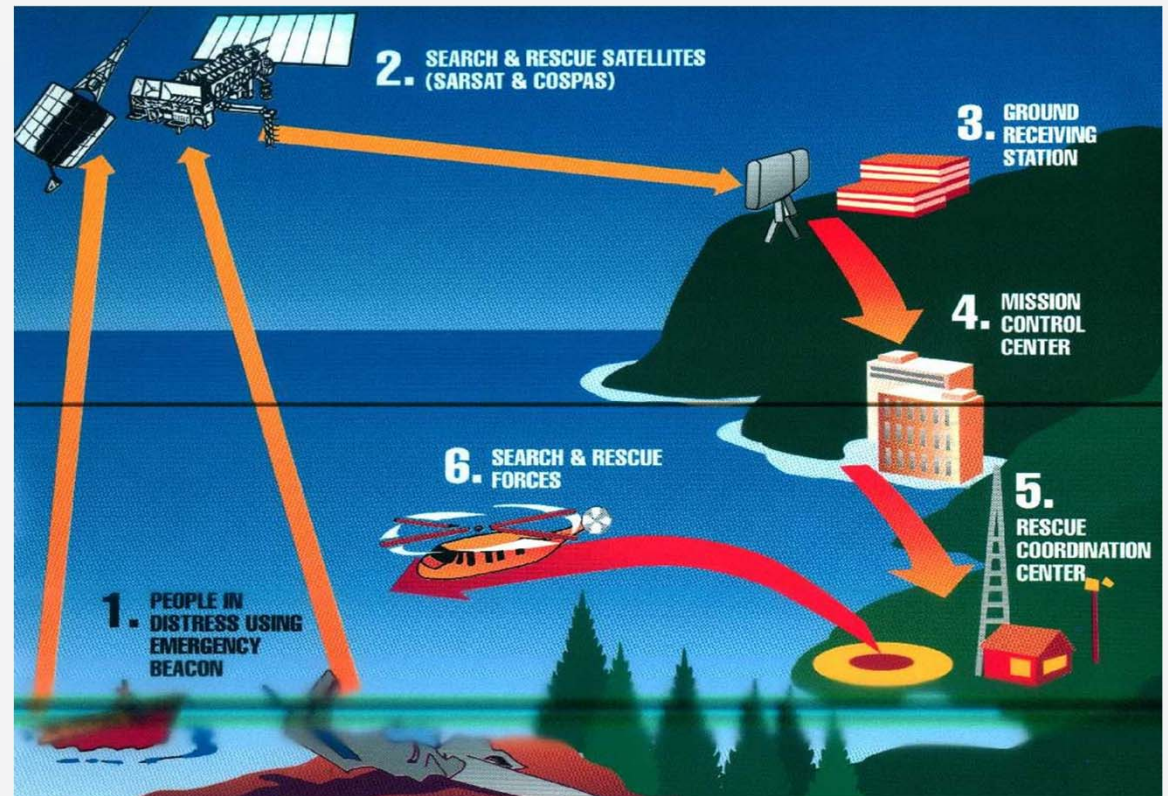 1. PEOPLE IN
DISTRESS USING
EMERGENCY
BEACON
2. SEARCH & RESCUE SATELLITES
(SARSAT & COSPAS)
3. GROUND
RECEIVING
STATION
4. MISSION
CONTROL
CENTER
5.
RESCUE
COORDINATION
CENTER
6. SEARCH & RESCUE
FORCES